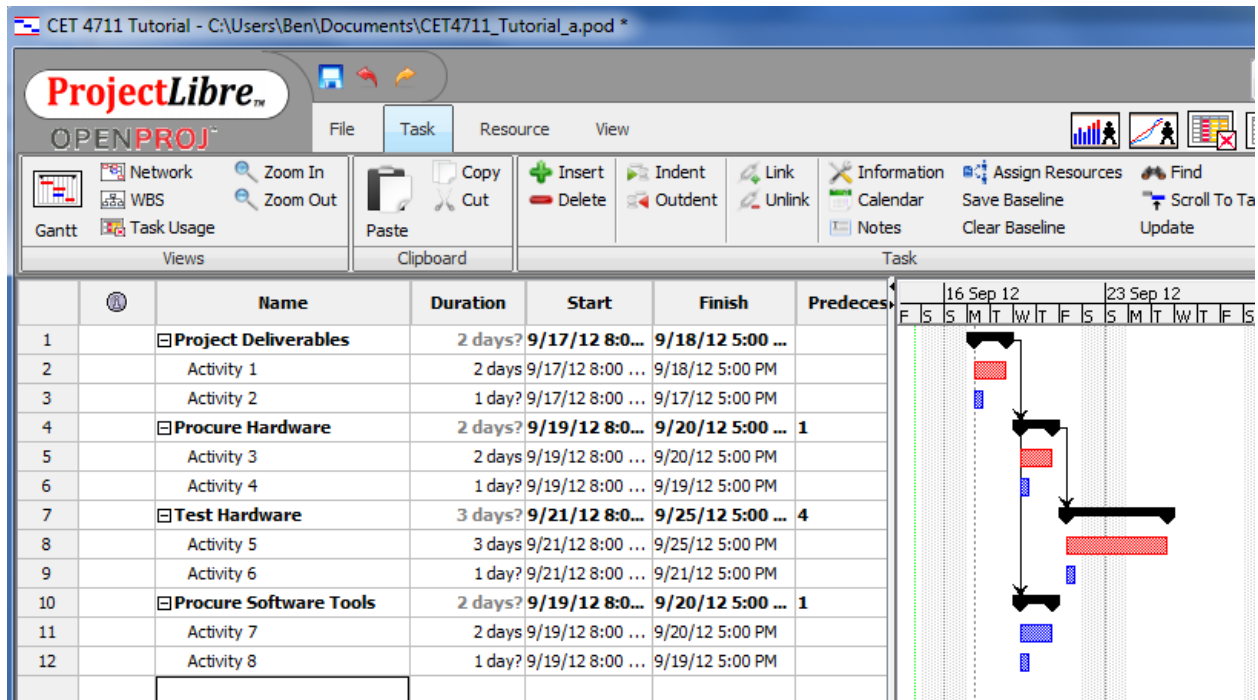 CET 4711 Tutorial - C:\Users\Ben\Documents\CET4711_Tutorial_a.pod *
ProjectLibre™
OPENPROJ
File Task Resource View
Network Zoom In Copy Insert Indent Link Information Assign Resources Find
WBS Zoom Out Cut Delete Outdent Unlink Calendar Save Baseline Scroll To Ta
Gantt Task Usage Paste Notes Clear Baseline Update
Views Clipboard Task
Name Duration Start Finish Predeces 16 Sep 12 23 Sep 12
F S S M T W T F S S M T W T F S
1 Project Deliverables 2 days? 9/17/12 8:0... 9/18/12 5:00 ...
2 Activity 1 2 days 9/17/12 8:00 ... 9/18/12 5:00 PM
3 Activity 2 1 day? 9/17/12 8:00 ... 9/17/12 5:00 PM
4 Procure Hardware 2 days? 9/19/12 8:0... 9/20/12 5:00 ... 1
5 Activity 3 2 days 9/19/12 8:00 ... 9/20/12 5:00 PM
6 Activity 4 1 day? 9/19/12 8:00 ... 9/19/12 5:00 PM
7 Test Hardware 3 days? 9/21/12 8:0... 9/25/12 5:00 ... 4
8 Activity 5 3 days 9/21/12 8:00 ... 9/25/12 5:00 PM
9 Activity 6 1 day? 9/21/12 8:00 ... 9/21/12 5:00 PM
10 Procure Software Tools 2 days? 9/19/12 8:0... 9/20/12 5:00 ... 1
11 Activity 7 2 days 9/19/12 8:00 ... 9/20/12 5:00 PM
12 Activity 8 1 day? 9/19/12 8:00 ... 9/19/12 5:00 PM